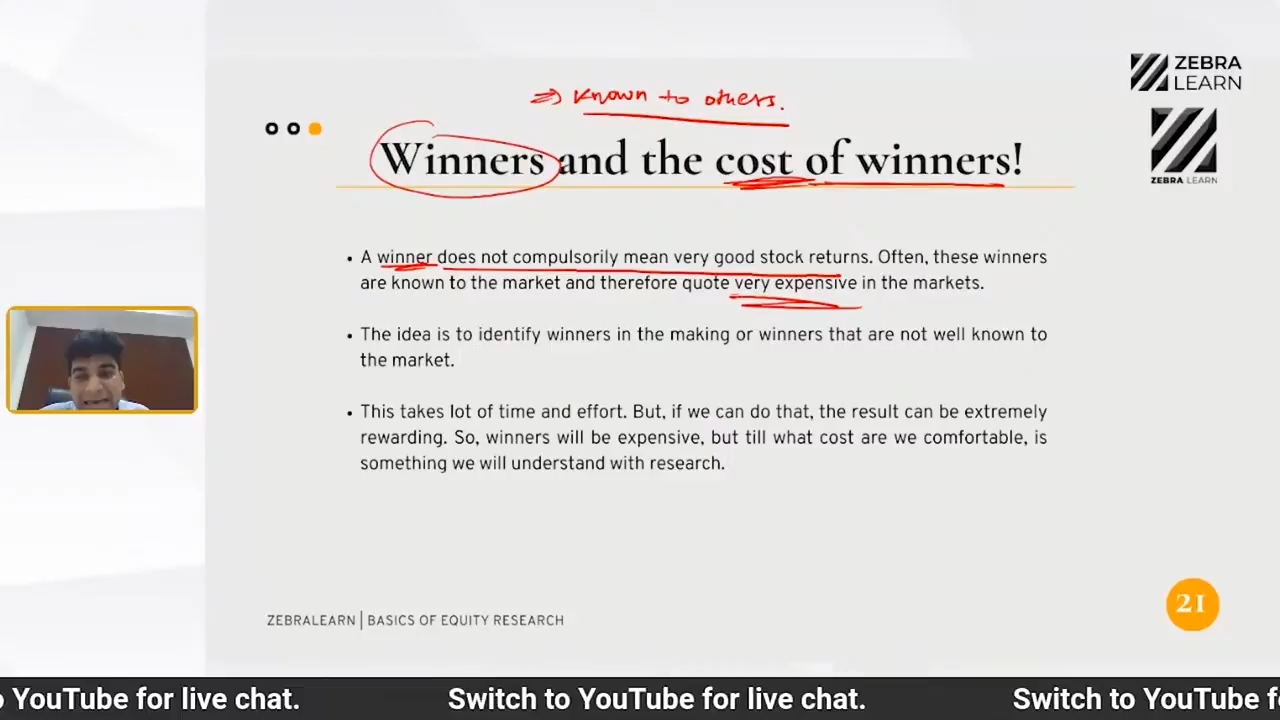 ZEBRA
LEARN
⇒ Known to others.
Winners and the cost of winners!
ZEBRA LEARN
• A winner does not compulsorily mean very good stock returns. Often, these winners
are known to the market and therefore quote very expensive in the markets.
• The idea is to identify winners in the making or winners that are not well known to
the market.
• This takes lot of time and effort. But, if we can do that, the result can be extremely
rewarding. So, winners will be expensive, but till what cost are we comfortable, is
something we will understand with research.
21
ZEBRALEARN | BASICS OF EQUITY RESEARCH
o YouTube for live chat. Switch to YouTube for live chat. Switch to YouTube f